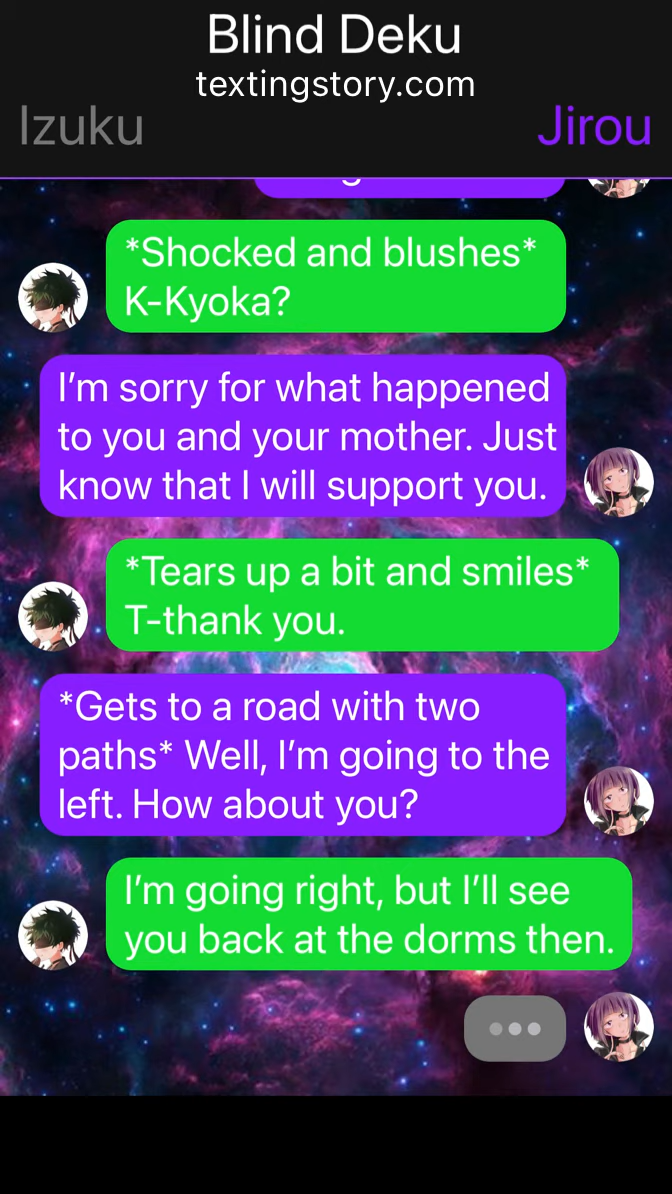 Blind Deku
textingstory.com
Izuku
Jirou
*Shocked and blushes*
K-Kyoka?
I’m sorry for what happened
to you and your mother. Just
know that I will support you.
*Tears up a bit and smiles*
T-thank you.
*Gets to a road with two
paths* Well, I’m going to the
left. How about you?
I’m going right, but I’ll see
you back at the dorms then.